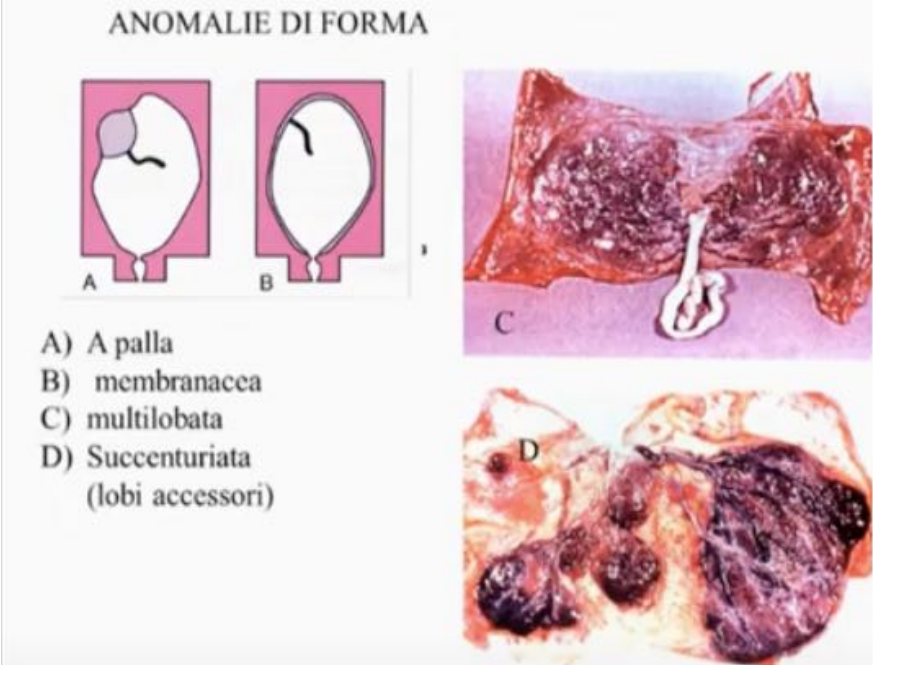 ANOMALIE DI FORMA
A
B
C
A) A palla
B) membranacea
C) multilobata
D) Succenturiata
(lobi accessori)
D